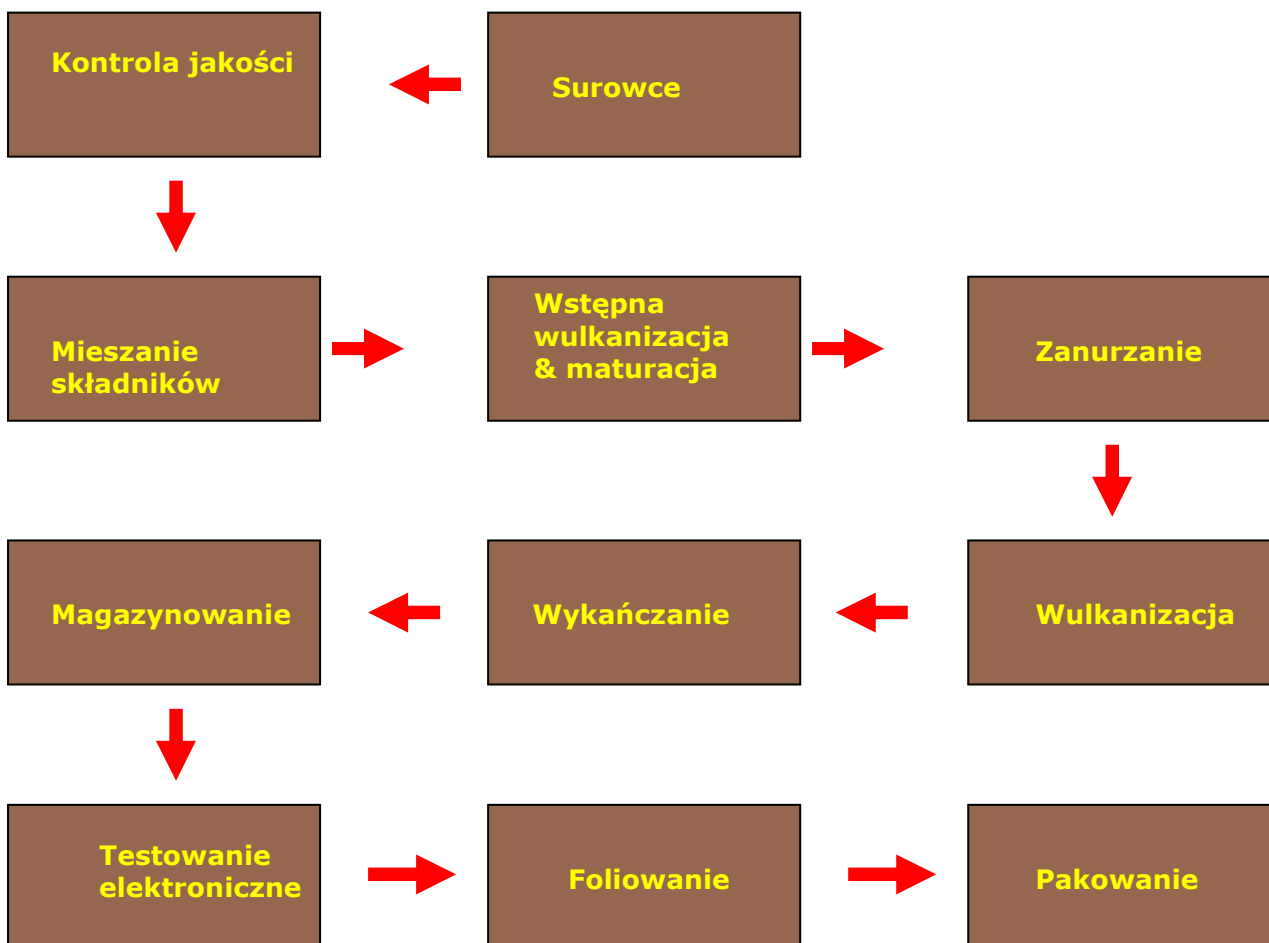 Kontrola jakości
Surowce
Mieszanie
składników
Wstępna
wulkanizacja
& maturacja
Zanurzanie
Magazynowanie
Wykańczanie
Wulkanizacja
Testowanie
elektroniczne
Foliowanie
Pakowanie